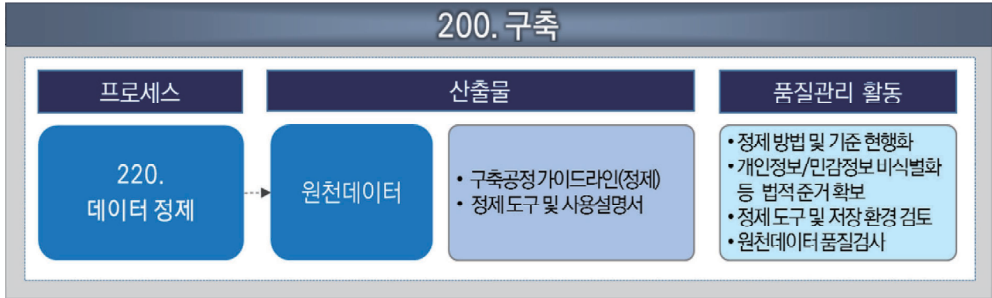 200. 구축
프로세스
산출물
품질관리 활동
220.
데이터 정제
원천데이터
• 구축공정 가이드라인(정제)
• 정제 도구 및 사용설명서
• 정제 방법 및 기준 현행화
• 개인정보/민감정보 비식별화
등 법적 준거 확보
• 정제 도구 및 저장 환경 검토
• 원천데이터 품질검사